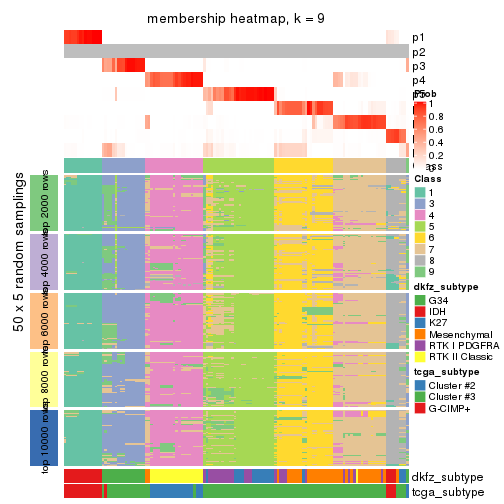 membership heatmap, k = 9
p1
p2
p3
p4
Prob
1
0.8
0.6
0.4
0.2
0
Class
1
3
4
5
6
7
8
9
dkfz_subtype
G34
IDH
K27
Mesenchymal
RTK I PDGFRA
RTK II Classic
tcga_subtype
Cluster #2
Cluster #3
G-CIMP+
50 x 5 random samplings
top 2000 rows
top 4000 rows
top 6000 rows
top 8000 rows
top 10000 rows
dkfz_subtype
tcga_subtype